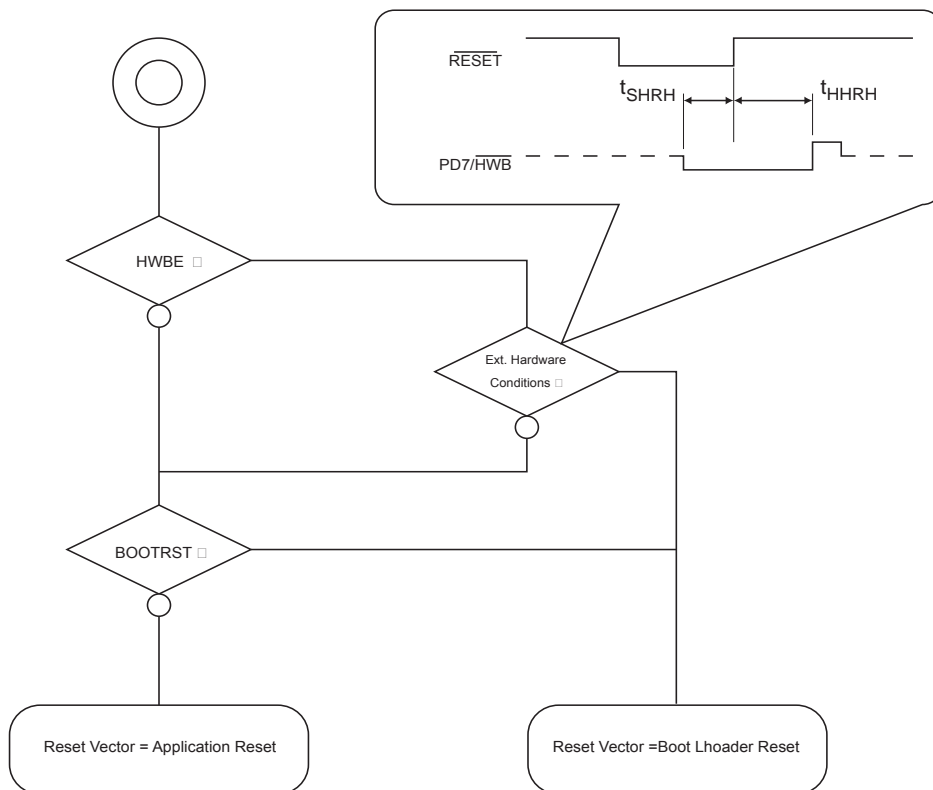 RESET
tSHRH
tHHRH
PD7/HWB
HWBE
Ext. Hardware
Conditions
BOOTRST
Reset Vector = Application Reset
Reset Vector =Boot Lhoader Reset